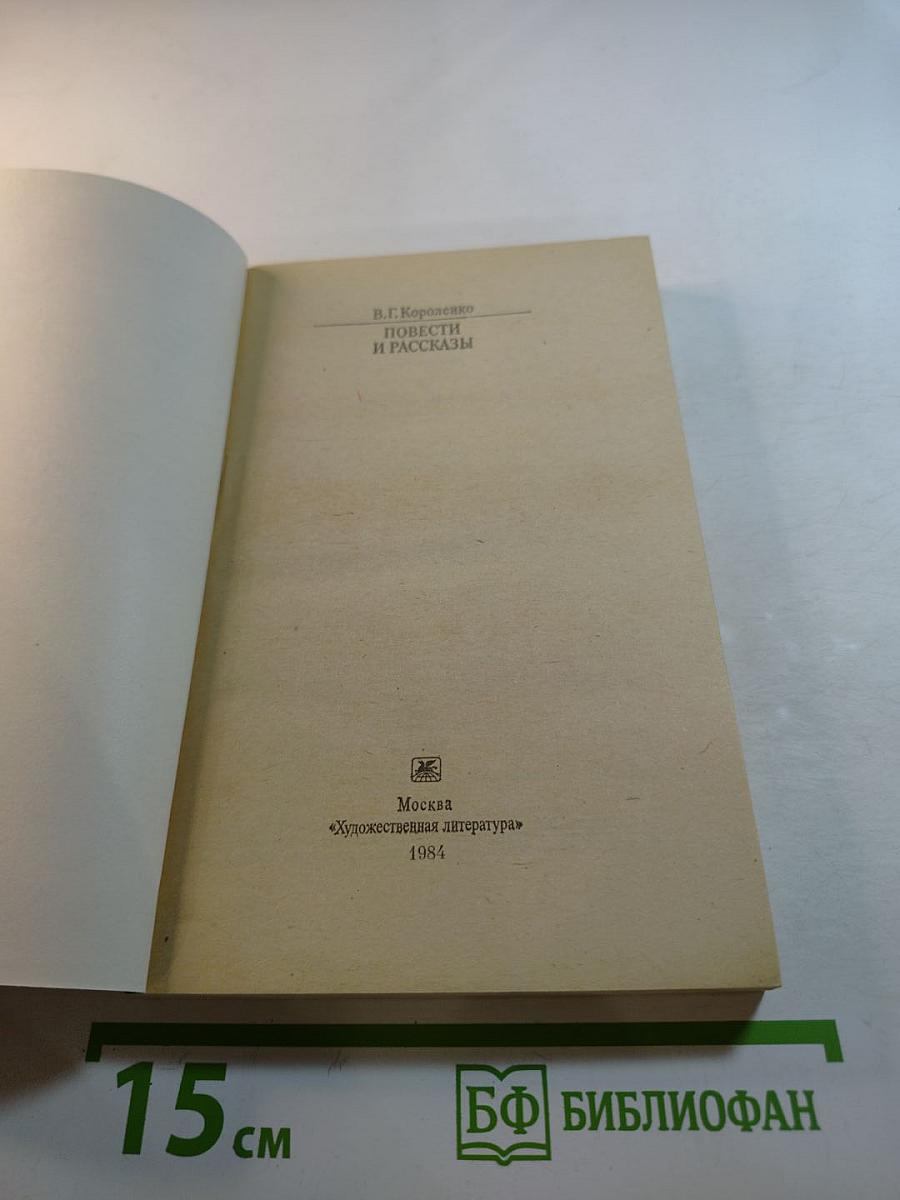 В. Г. Короленко
ПОВЕСТИ
И РАССКАЗЫ
Москва
«Художественная литература»
1984
15 см
БФ БИБЛИОФАН